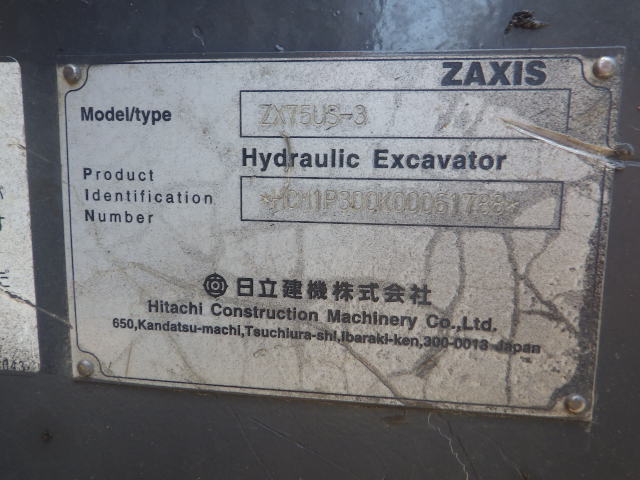 ZAXIS
Model/type ZX75US-3
Hydraulic Excavator
Product
Identification
Number
*HCM1P300K00061788*
日立建機株式会社
Hitachi Construction Machinery Co.,Ltd.
650,Kandatsu-machi,Tsuchiura-shi,Ibaraki-ken,300-0013 Japan